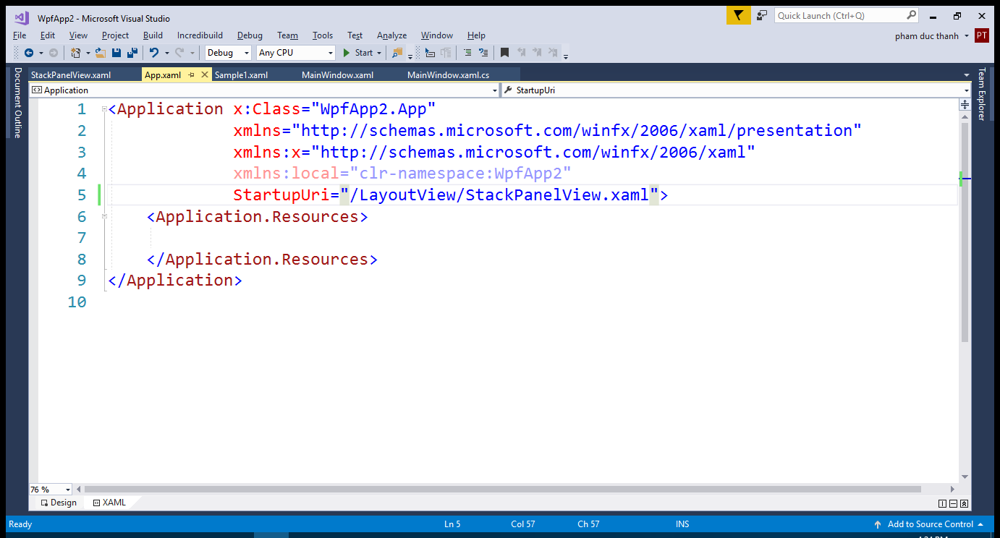 WpfApp2 - Microsoft Visual Studio
Quick Launch (Ctrl+Q)
File Edit View Project Build Incredibuild Debug Team Tools Test Analyze Window Help
pham duc thanh PT
Debug Any CPU Start
Document Outline
StackPanelView.xaml App.xaml Sample1.xaml MainWindow.xaml MainWindow.xaml.cs
Team Explorer
Application StartupUri
1 <Application x:Class="WpfApp2.App"
2 xmlns="http://schemas.microsoft.com/winfx/2006/xaml/presentation"
3 xmlns:x="http://schemas.microsoft.com/winfx/2006/xaml"
4 xmlns:local="clr-namespace:WpfApp2"
5 StartupUri="/LayoutView/StackPanelView.xaml">
6 <Application.Resources>
7
8 </Application.Resources>
9 </Application>
10
76 %
Design XAML
Ready Ln 5 Col 57 Ch 57 INS Add to Source Control